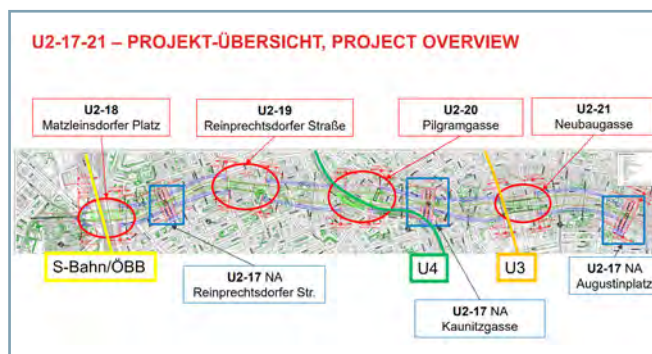 U2-17-21 – PROJEKT-ÜBERSICHT, PROJECT OVERVIEW
U2-18
Matzleinsdorfer Platz
U2-19
Reinprechtsdorfer Straße
U2-20
Pilgramgasse
U2-21
Neubaugasse
S-Bahn/ÖBB
U2-17 NA
Reinprechtsdorfer Str.
U4
U2-17 NA
Kaunitzgasse
U3
U2-17 NA
Augustinplatz